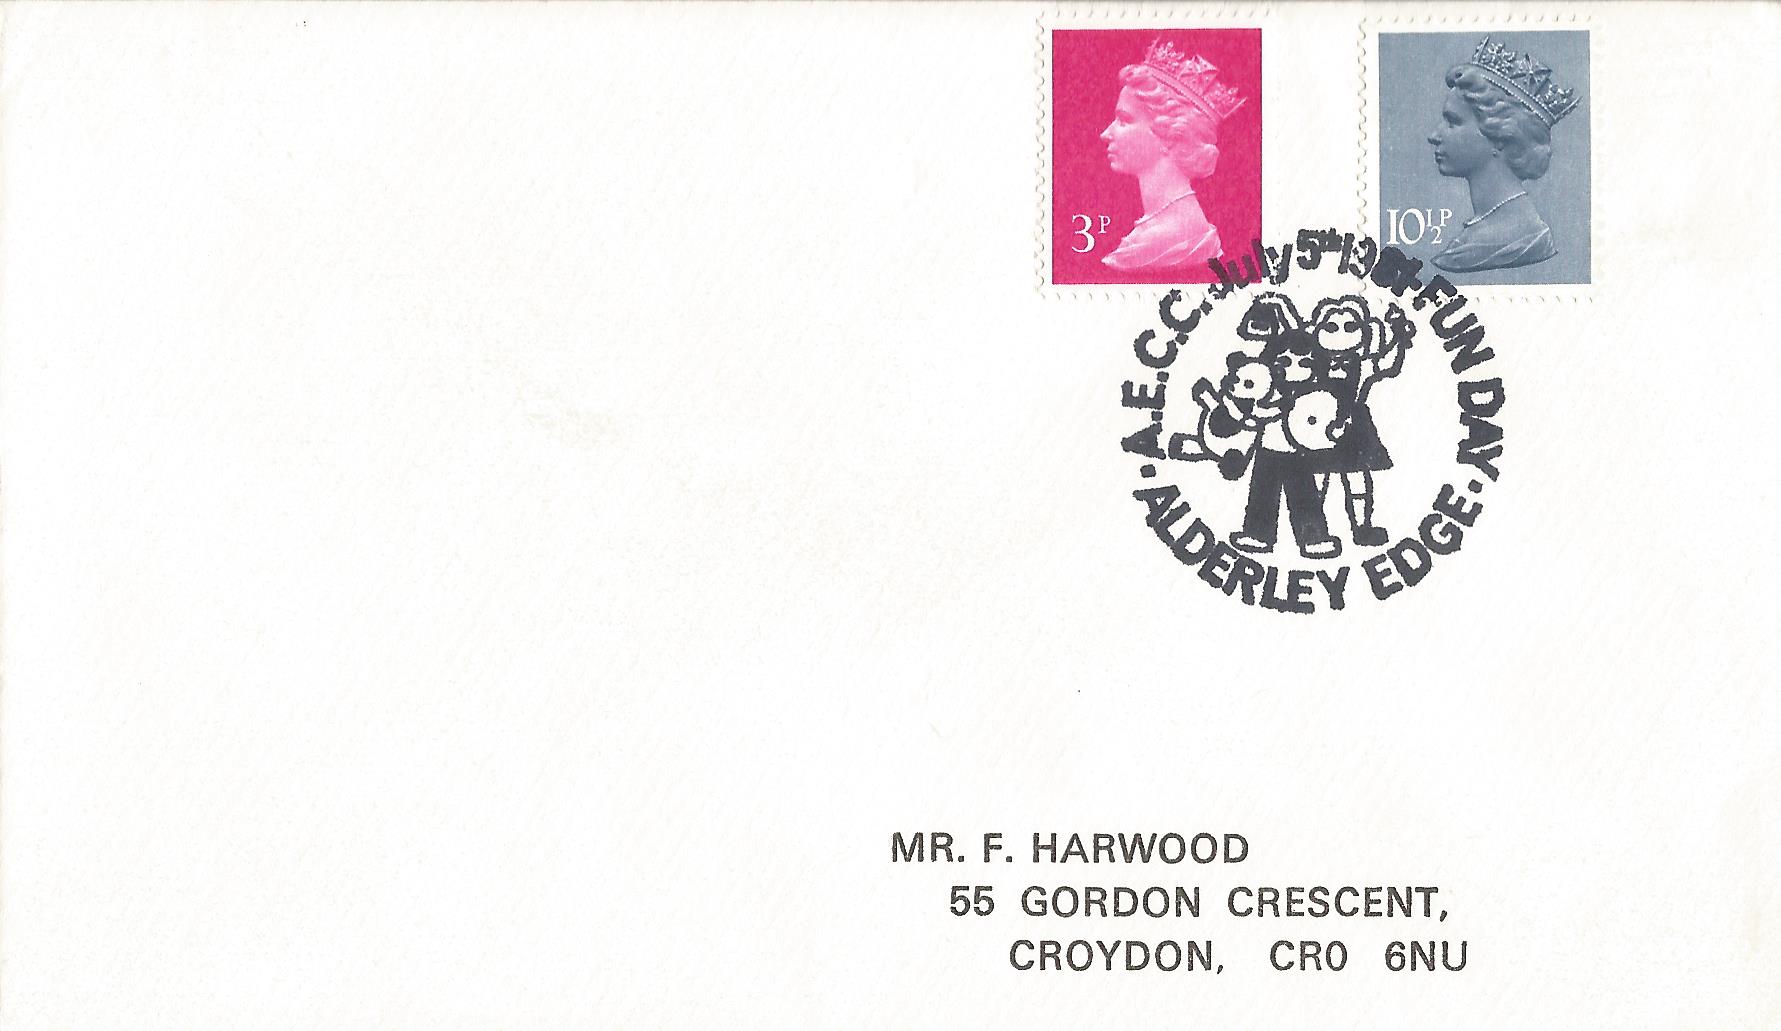 3P
10½P
A.E.C.C. July 5th FUN DAY
· ALDERLEY EDGE ·
MR. F. HARWOOD
55 GORDON CRESCENT,
CROYDON, CR0 6NU